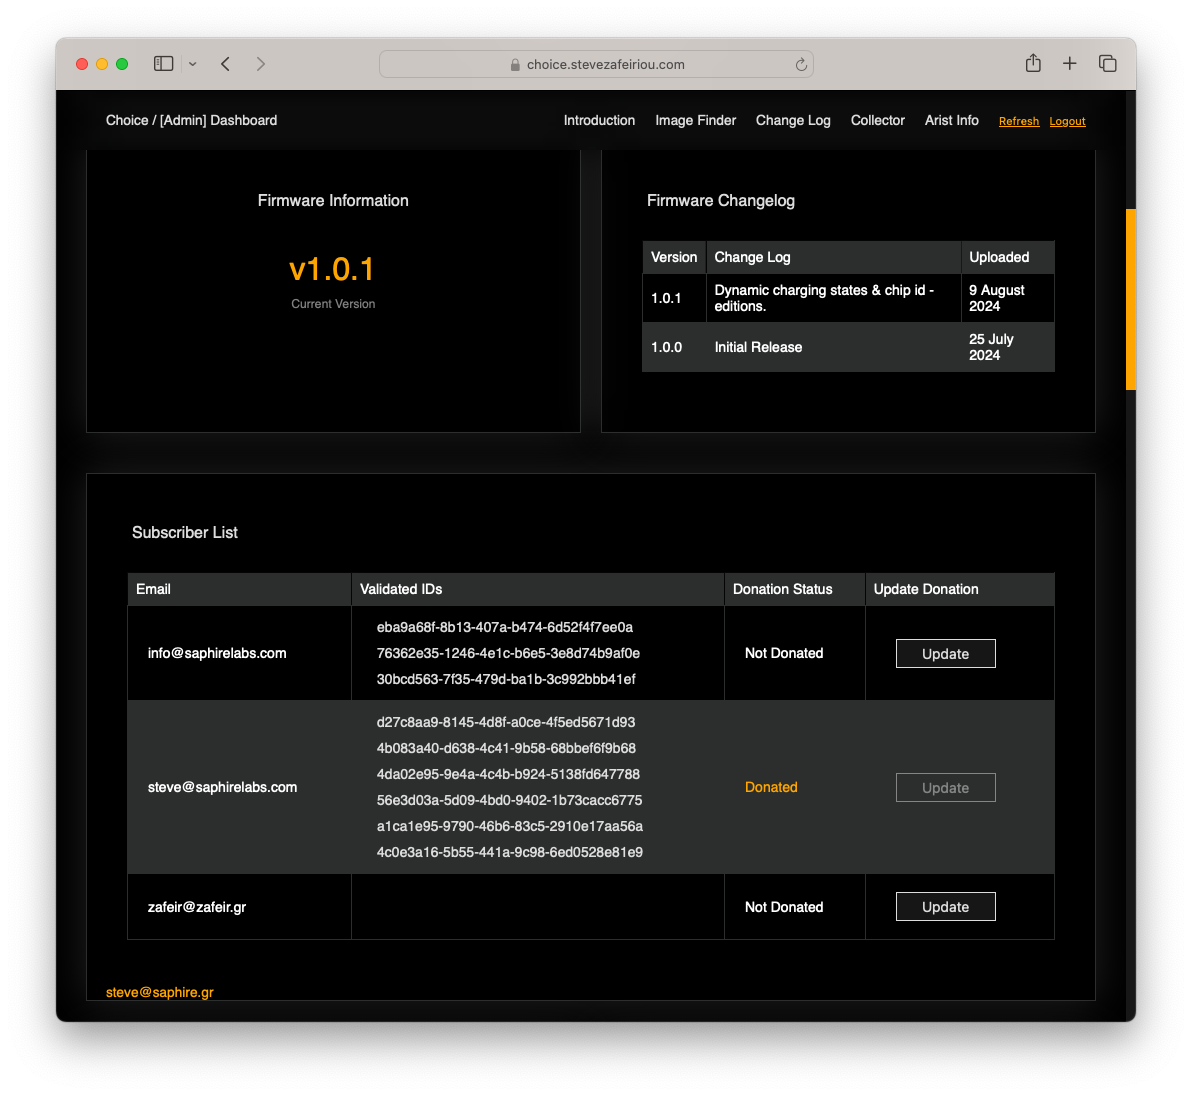 choice.stevezafeiriou.com
Choice / [Admin] Dashboard
Introduction
Image Finder
Change Log
Collector
Arist Info
Refresh
Logout
Firmware Information
v1.0.1
Current Version
Firmware Changelog
Version Change Log Uploaded
1.0.1
Dynamic charging states & chip id -
editions.
9 August
2024
1.0.0
Initial Release
25 July
2024
Subscriber List
Email Validated IDs Donation Status Update Donation
info@saphirelabs.com
eba9a68f-8b13-407a-b474-6d52f4f7ee0a
76362e35-1246-4e1c-b6e5-3e8d74b9af0e
30bcd563-7f35-479d-ba1b-3c992bbb41ef
Not Donated
Update
steve@saphirelabs.com
d27c8aa9-8145-4d8f-a0ce-4f5ed5671d93
4b083a40-d638-4c41-9b58-68bbef6f9b68
4da02e95-9e4a-4c4b-b924-5138fd647788
56e3d03a-5d09-4bd0-9402-1b73cacc6775
a1ca1e95-9790-46b6-83c5-2910e17aa56a
4c0e3a16-5b55-441a-9c98-6ed0528e81e9
Donated
Update
zafeir@zafeir.gr
Not Donated
Update
steve@saphire.gr